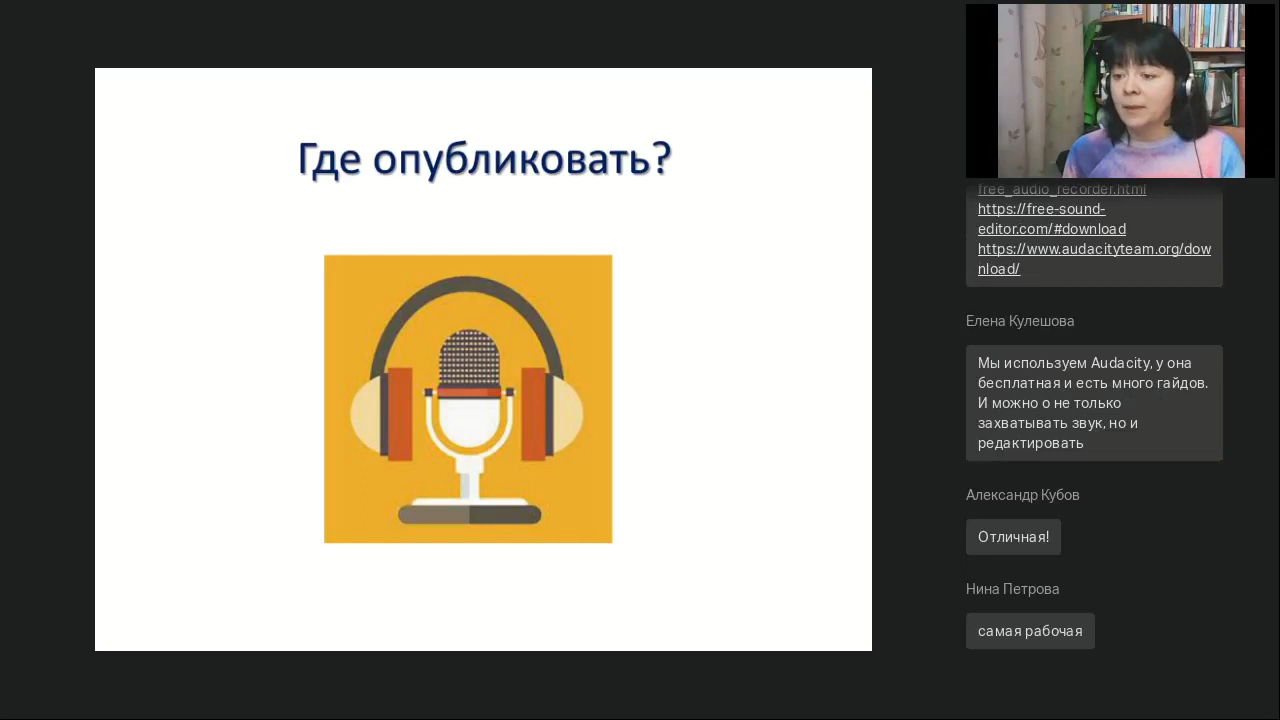 Где опубликовать?
free_audio_recorder.html
https://free-sound-
editor.com/#download
https://www.audacityteam.org/dow
nload/
Елена Кулешова
Мы используем Audacity, у она
бесплатная и есть много гайдов.
И можно о не только
захватывать звук, но и
редактировать
Александр Кубов
Отличная!
Нина Петрова
самая рабочая